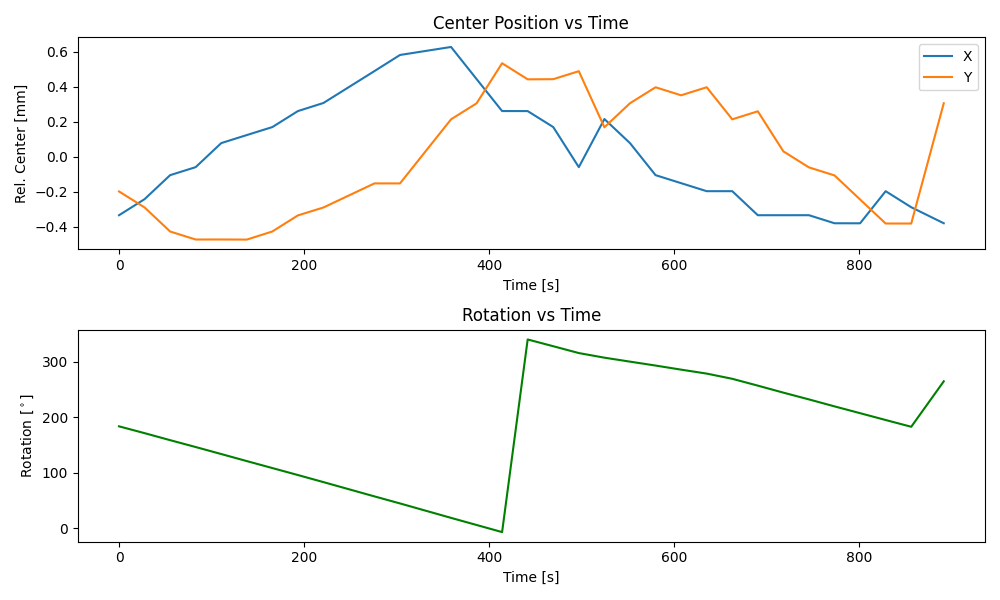 Center Position vs Time
Rel. Center [mm]
0.6
0.4
0.2
0.0
−0.2
−0.4
X
Y
0 200 400 600 800
Time [s]
Rotation vs Time
Rotation [°]
300
200
100
0
0 200 400 600 800
Time [s]